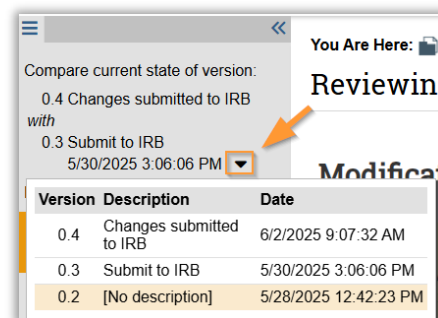 You Are Here:
Reviewin
Compare current state of version:
0.4 Changes submitted to IRB
with
0.3 Submit to IRB
5/30/2025 3:06:06 PM
Modifica
Version Description Date
0.4 Changes submitted to IRB 6/2/2025 9:07:32 AM
0.3 Submit to IRB 5/30/2025 3:06:06 PM
0.2 [No description] 5/28/2025 12:42:23 PM